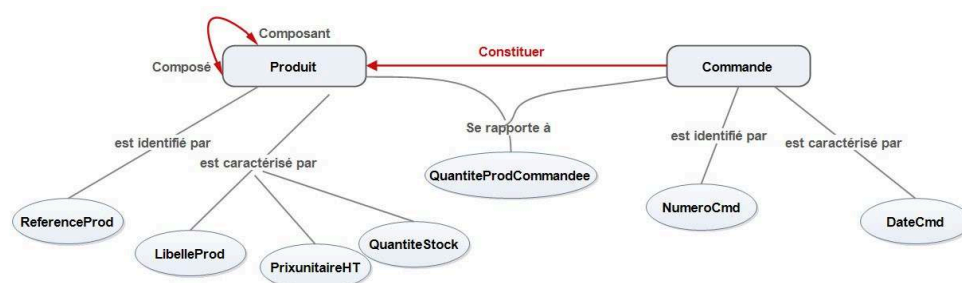 Composant
Constituer
Composé
Produit
Commande
Se rapporte à
est identifié par
est caractérisé par
est identifié par
est caractérisé par
QuantiteProdCommandee
ReferenceProd
NumeroCmd
DateCmd
LibelleProd
PrixunitaireHT
QuantiteStock